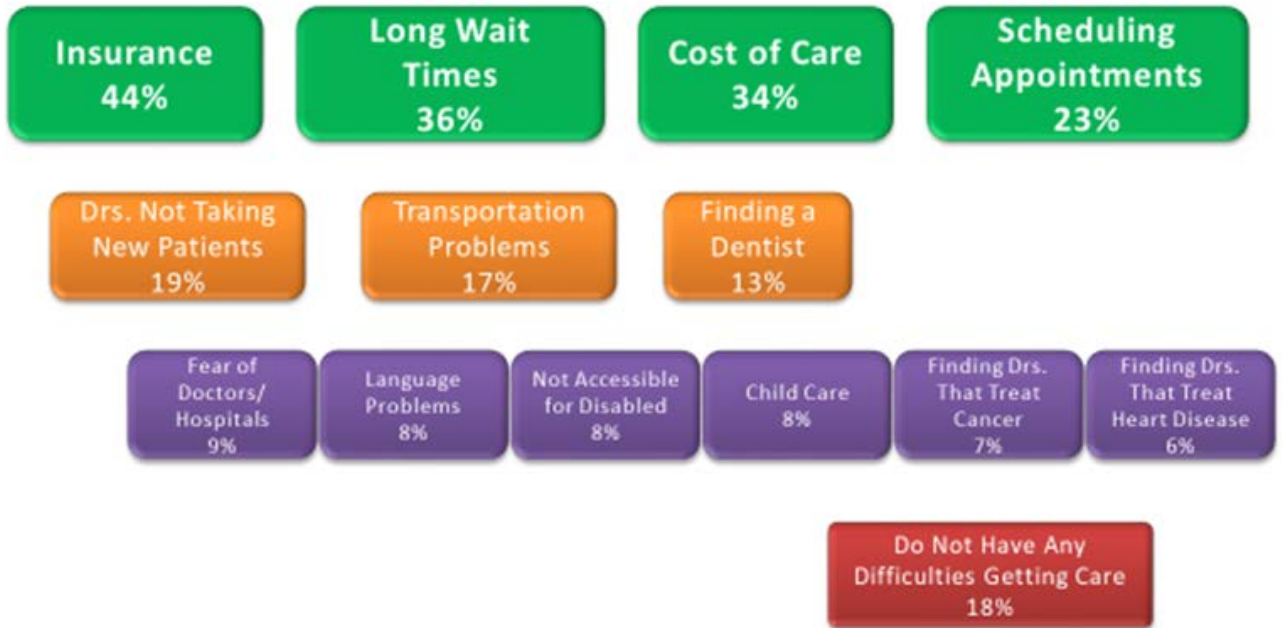 Insurance
44%
Long Wait
Times
36%
Cost of Care
34%
Scheduling
Appointments
23%
Drs. Not Taking
New Patients
19%
Transportation
Problems
17%
Finding a
Dentist
13%
Fear of
Doctors/
Hospitals
9%
Language
Problems
8%
Not Accessible
for Disabled
8%
Child Care
8%
Finding Drs.
That Treat
Cancer
7%
Finding Drs.
That Treat
Heart Disease
6%
Do Not Have Any
Difficulties Getting Care
18%